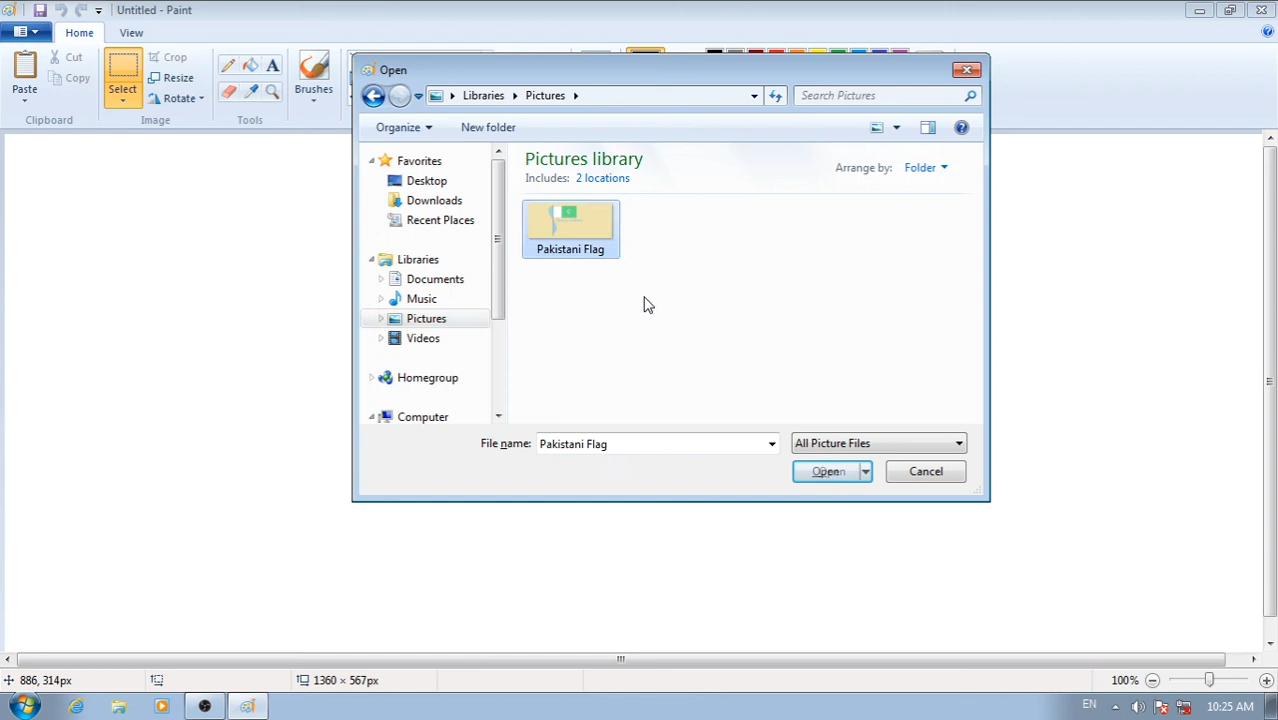 Untitled - Paint
Home
View
Paste
Cut
Copy
Clipboard
Select
Crop
Resize
Rotate
Image
Tools
Brushes
Open
Libraries
Pictures
Search Pictures
Organize
New folder
Favorites
Desktop
Downloads
Recent Places
Libraries
Documents
Music
Pictures
Videos
Homegroup
Computer
Pictures library
Includes: 2 locations
Arrange by: Folder
Pakistani Flag
File name: Pakistani Flag
All Picture Files
Open
Cancel
886, 314px
1360 × 567px
100%
EN
10:25 AM